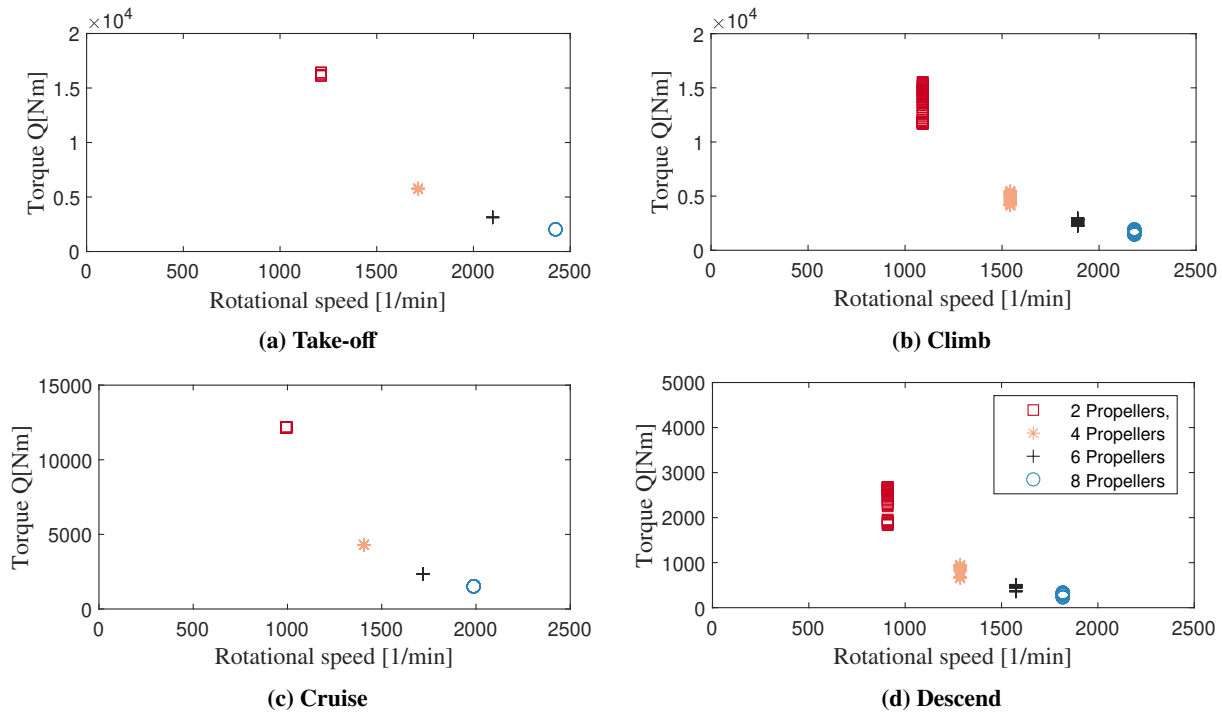 ×10⁴
2
1.5
1
0.5
0
Torque Q[Nm]
0 500 1000 1500 2000 2500
Rotational speed [1/min]
(a) Take-off
×10⁴
2
1.5
1
0.5
0
Torque Q[Nm]
0 500 1000 1500 2000 2500
Rotational speed [1/min]
(b) Climb
15000
10000
5000
0
Torque Q[Nm]
0 500 1000 1500 2000 2500
Rotational speed [1/min]
(c) Cruise
5000
4000
3000
2000
1000
0
Torque Q[Nm]
2 Propellers,
4 Propellers
6 Propellers
8 Propellers
0 500 1000 1500 2000 2500
Rotational speed [1/min]
(d) Descend